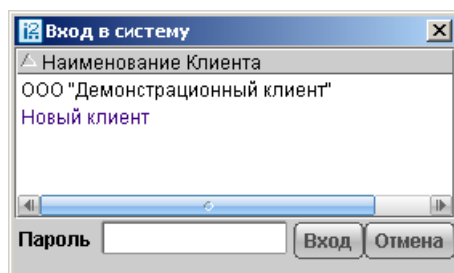 Вход в систему
Наименование Клиента
ООО "Демонстрационный клиент"
Новый клиент
Пароль Вход Отмена